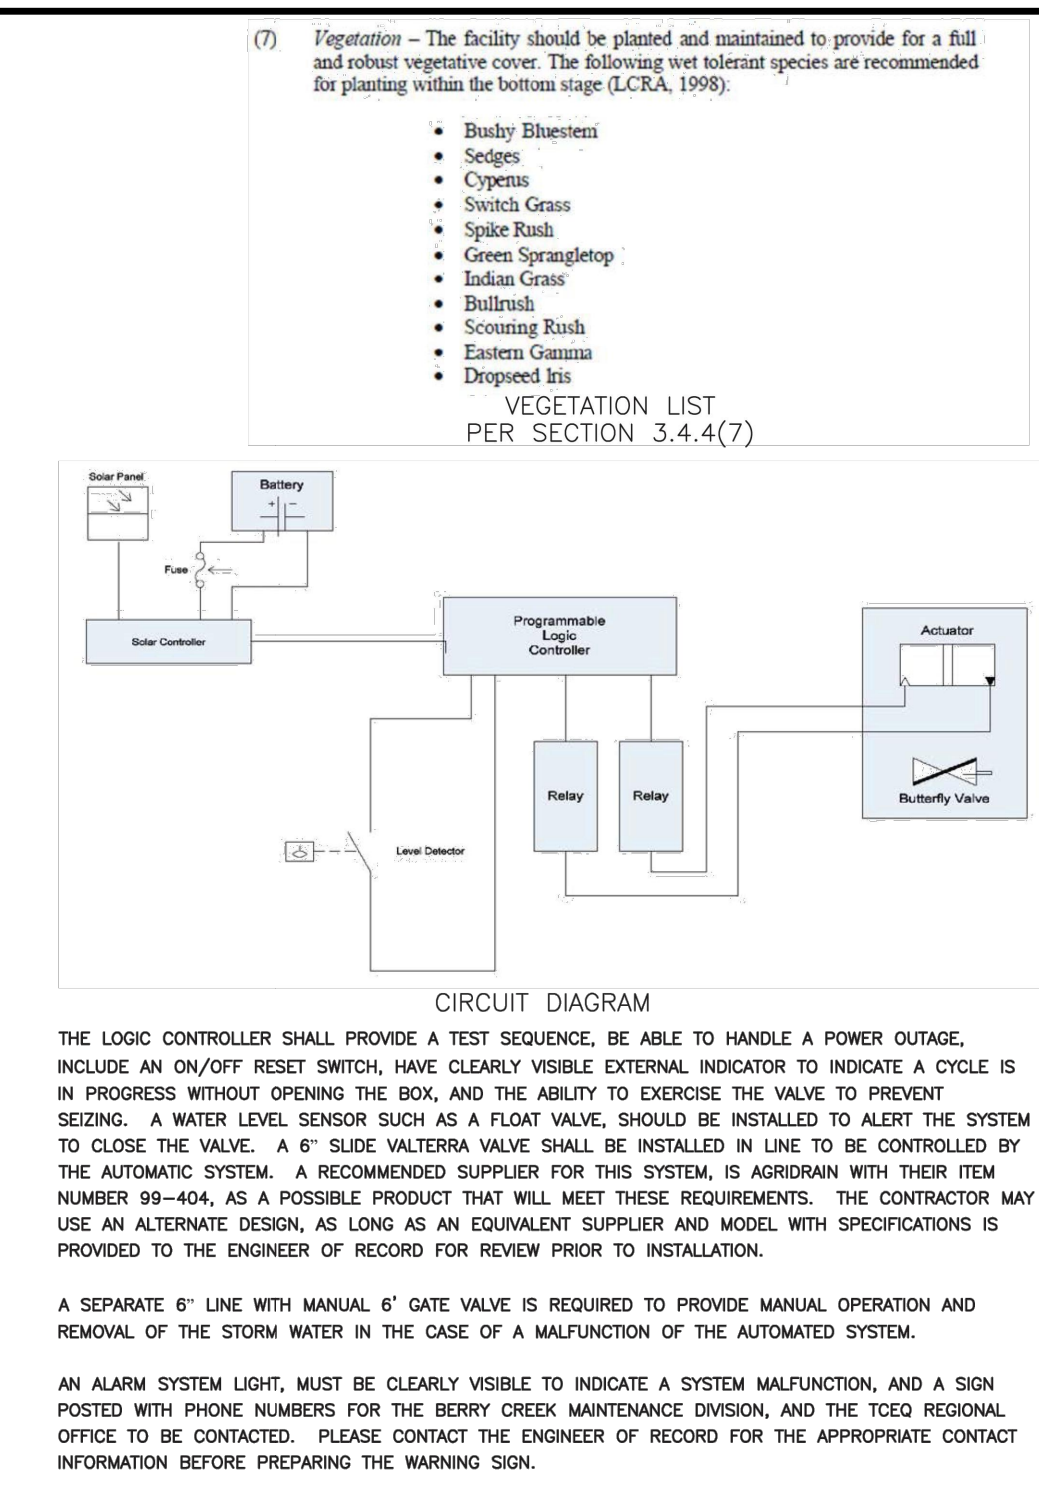 (7) Vegetation – The facility should be planted and maintained to provide for a full
and robust vegetative cover. The following wet tolerant species are recommended
for planting within the bottom stage (LCRA, 1998):
• Bushy Bluestem
• Sedges
• Cyperus
• Switch Grass
• Spike Rush
• Green Sprangletop
• Indian Grass
• Bullrush
• Scouring Rush
• Eastern Gamma
• Dropseed Iris
VEGETATION LIST
PER SECTION 3.4.4(7)
Solar Panel
Battery
+ −
Fuse
Solar Controller
Programmable
Logic
Controller
Actuator
Relay
Relay
Butterfly Valve
Level Detector
CIRCUIT DIAGRAM
THE LOGIC CONTROLLER SHALL PROVIDE A TEST SEQUENCE, BE ABLE TO HANDLE A POWER OUTAGE,
INCLUDE AN ON/OFF RESET SWITCH, HAVE CLEARLY VISIBLE EXTERNAL INDICATOR TO INDICATE A CYCLE IS
IN PROGRESS WITHOUT OPENING THE BOX, AND THE ABILITY TO EXERCISE THE VALVE TO PREVENT
SEIZING. A WATER LEVEL SENSOR SUCH AS A FLOAT VALVE, SHOULD BE INSTALLED TO ALERT THE SYSTEM
TO CLOSE THE VALVE. A 6” SLIDE VALTERRA VALVE SHALL BE INSTALLED IN LINE TO BE CONTROLLED BY
THE AUTOMATIC SYSTEM. A RECOMMENDED SUPPLIER FOR THIS SYSTEM, IS AGRIDRAIN WITH THEIR ITEM
NUMBER 99−404, AS A POSSIBLE PRODUCT THAT WILL MEET THESE REQUIREMENTS. THE CONTRACTOR MAY
USE AN ALTERNATE DESIGN, AS LONG AS AN EQUIVALENT SUPPLIER AND MODEL WITH SPECIFICATIONS IS
PROVIDED TO THE ENGINEER OF RECORD FOR REVIEW PRIOR TO INSTALLATION.
A SEPARATE 6” LINE WITH MANUAL 6' GATE VALVE IS REQUIRED TO PROVIDE MANUAL OPERATION AND
REMOVAL OF THE STORM WATER IN THE CASE OF A MALFUNCTION OF THE AUTOMATED SYSTEM.
AN ALARM SYSTEM LIGHT, MUST BE CLEARLY VISIBLE TO INDICATE A SYSTEM MALFUNCTION, AND A SIGN
POSTED WITH PHONE NUMBERS FOR THE BERRY CREEK MAINTENANCE DIVISION, AND THE TCEQ REGIONAL
OFFICE TO BE CONTACTED. PLEASE CONTACT THE ENGINEER OF RECORD FOR THE APPROPRIATE CONTACT
INFORMATION BEFORE PREPARING THE WARNING SIGN.